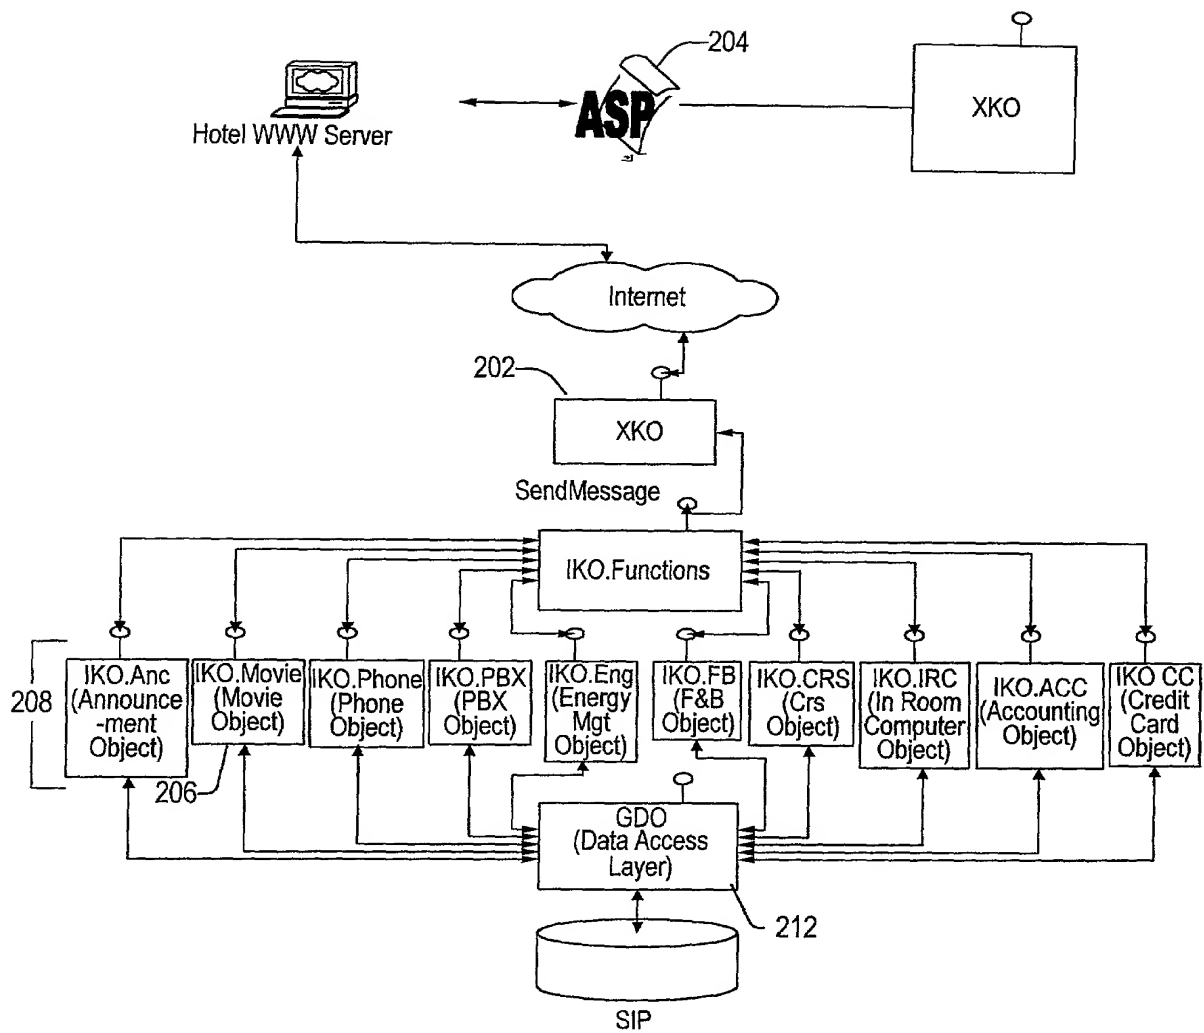 204
XKO
ASP
Hotel WWW Server
Internet
202
XKO
SendMessage
IKO.Functions
208
IKO.Anc
(Announce
-ment
Object)
IKO.Movie
(Movie
Object)
IKO.Phone
(Phone
Object)
IKO.PBX
(PBX
Object)
IKO.Eng
(Energy
Mgt
Object)
IKO.FB
(F&B
Object)
IKO.CRS
(Crs
Object)
IKO.IRC
(In Room
Computer
Object)
IKO.ACC
(Accounting
Object)
IKO CC
(Credit
Card
Object)
206
GDO
(Data Access
Layer)
212
SIP